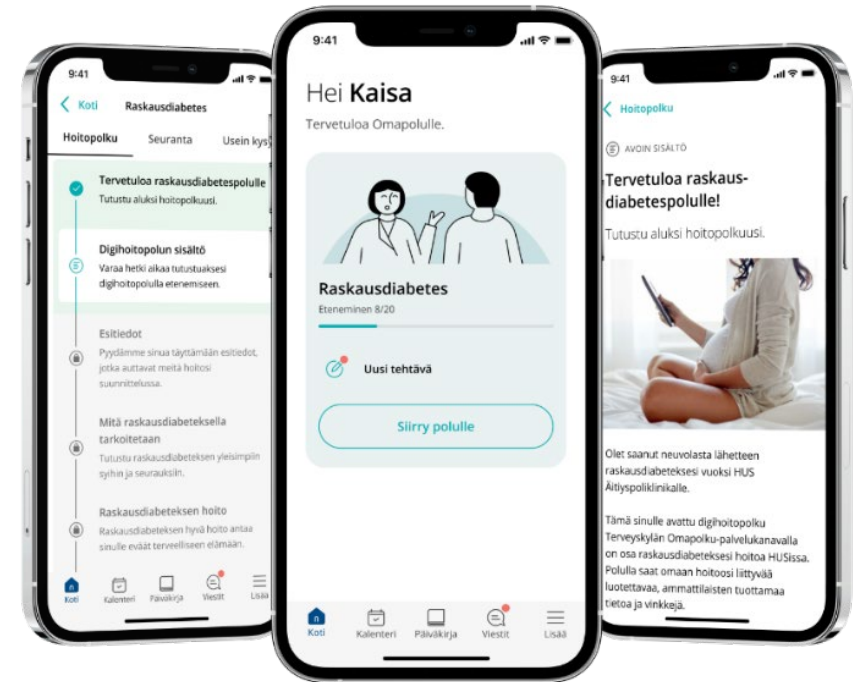 9:41
Koti
Raskausdiabetes
Hoitopolku
Seuranta
Usein kys
Tervetuloa raskausdiabetespolulle
Tutustu aluksi hoitopolkuusi.
Digihoitopolun sisältö
Varaa hetki aikaa tutustuaksesi
digihoitopolulla etenemiseen.
Esitiedot
Pyydämme sinua täyttämään esitiedot,
jotka auttavat meitä hoitosi
suunnittelussa.
Mitä raskausdiabeteksella
tarkoitetaan
Tutustu raskausdiabeteksen yleisimpiin
syihin ja seurauksiin.
Raskausdiabeteksen hoito
Raskausdiabeteksen hyvä hoito antaa
sinulle eväät terveelliseen elämään.
Koti
Kalenteri
Päiväkirja
Viestit
Lisää
9:41
Hei Kaisa
Tervetuloa Omapolulle.
Raskausdiabetes
Eteneminen 8/20
Uusi tehtävä
Siirry polulle
Koti
Kalenteri
Päiväkirja
Viestit
Lisää
9:41
Hoitopolku
AVOIN SISÄLTÖ
Tervetuloa raskaus-
diabetespolulle!
Tutustu aluksi hoitopolkuusi.
Olet saanut neuvolasta lähetteen
raskausdiabeteksesi vuoksi HUS
Äitiyspoliklinikalle.
Tämä sinulle avattu digihoitopolku
Terveyskylän Omapolku-palvelukanavalla
on osa raskausdiabeteksesi hoitoa HUSissa.
Polulla saat omaan hoitoosi liittyvää
luotettavaa, ammattilaisten tuottamaa
tietoa ja vinkkejä.